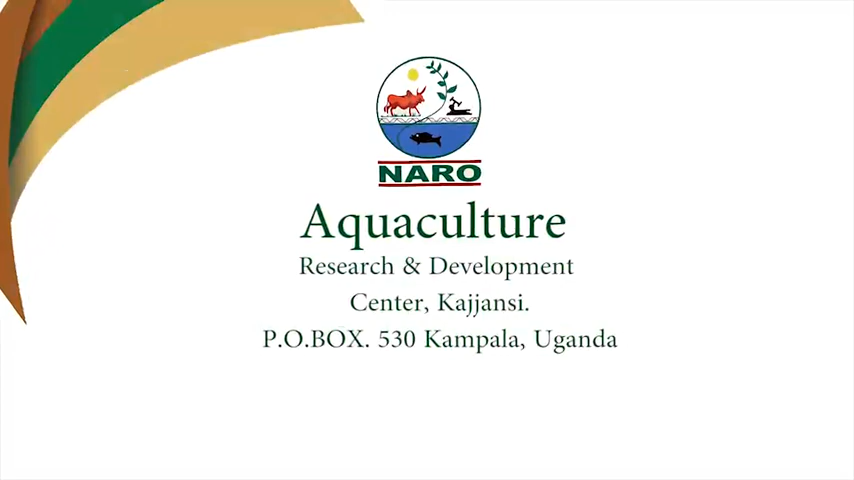 NARO
Aquaculture
Research & Development
Center, Kajjansi.
P.O.BOX. 530 Kampala, Uganda